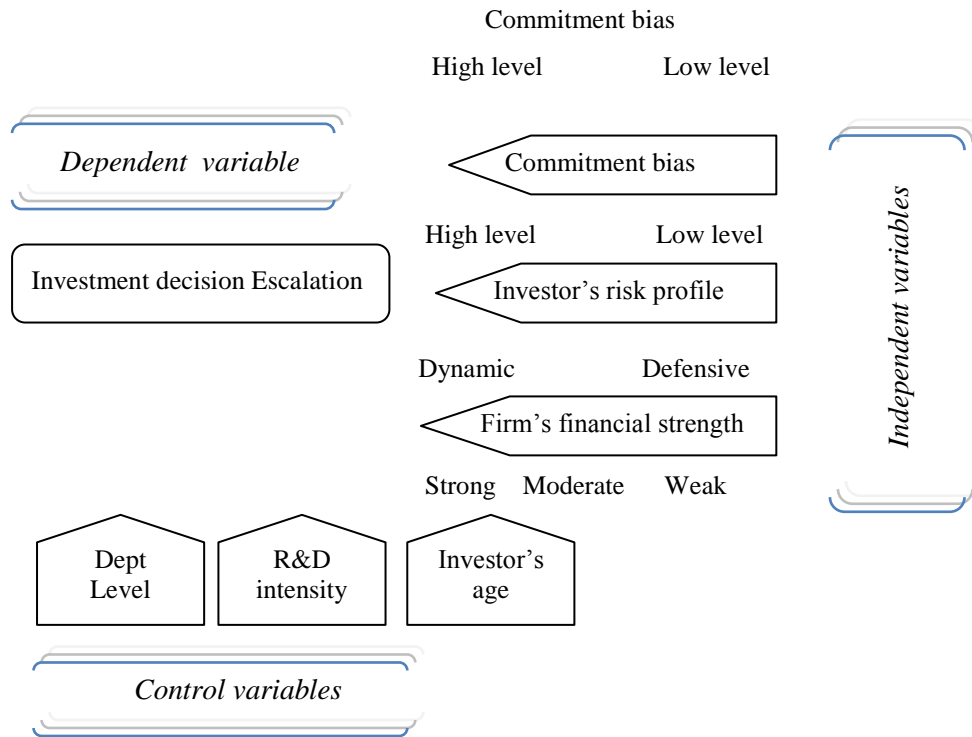 Commitment bias
High level Low level
Dependent variable
Commitment bias
High level Low level
Investment decision Escalation
Investor's risk profile
Independent variables
Dynamic Defensive
Firm's financial strength
Strong Moderate Weak
Dept
Level
R&D
intensity
Investor's
age
Control variables